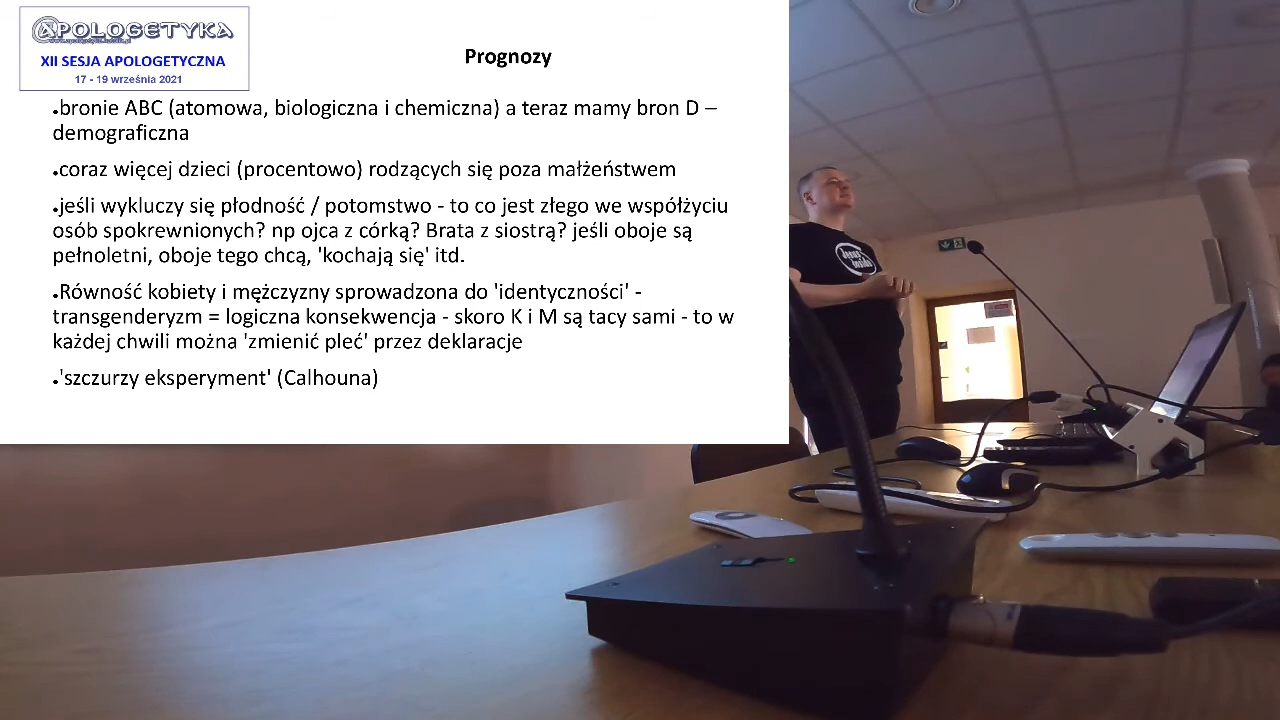 @POLOGETYKA
XII SESJA APOLOGETYCZNA
17 - 19 września 2021
Prognozy
•bronie ABC (atomowa, biologiczna i chemiczna) a teraz mamy bron D –
demograficzna
•coraz więcej dzieci (procentowo) rodzących się poza małżeństwem
•jeśli wykluczy się płodność / potomstwo - to co jest złego we współżyciu
osób spokrewnionych? np ojca z córką? Brata z siostrą? jeśli oboje są
pełnoletni, oboje tego chcą, 'kochają się' itd.
•Równość kobiety i mężczyzny sprowadzona do 'identyczności' -
transgenderyzm = logiczna konsekwencja - skoro K i M są tacy sami - to w
każdej chwili można 'zmienić pleć' przez deklaracje
•'szczurzy eksperyment' (Calhouna)
Jesus
inside